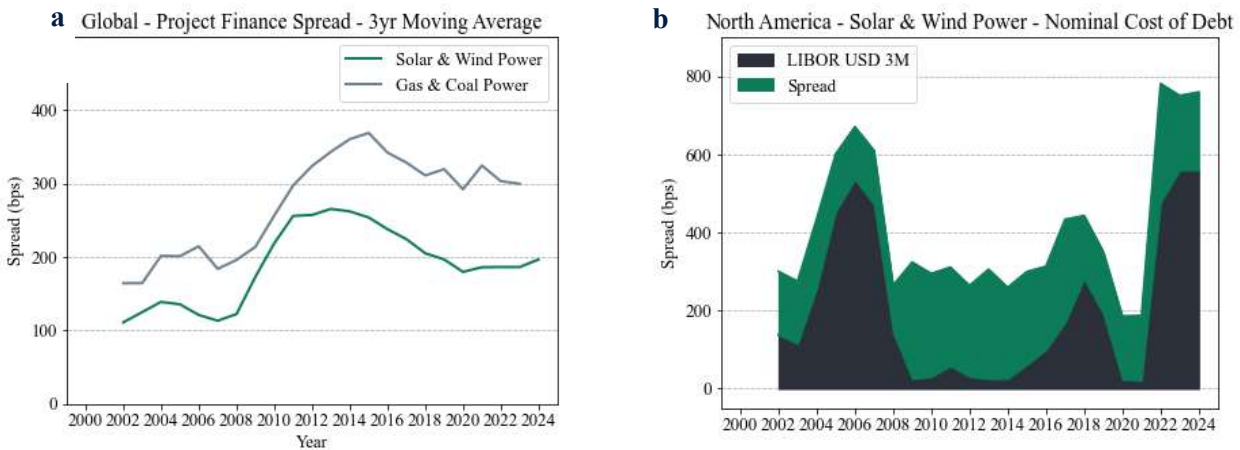 a
Global - Project Finance Spread - 3yr Moving Average
Solar & Wind Power
Gas & Coal Power
400
300
200
100
0
Spread (bps)
2000 2002 2004 2006 2008 2010 2012 2014 2016 2018 2020 2022 2024
Year
b
North America - Solar & Wind Power - Nominal Cost of Debt
LIBOR USD 3M
Spread
800
600
400
200
0
Spread (bps)
2000 2002 2004 2006 2008 2010 2012 2014 2016 2018 2020 2022 2024